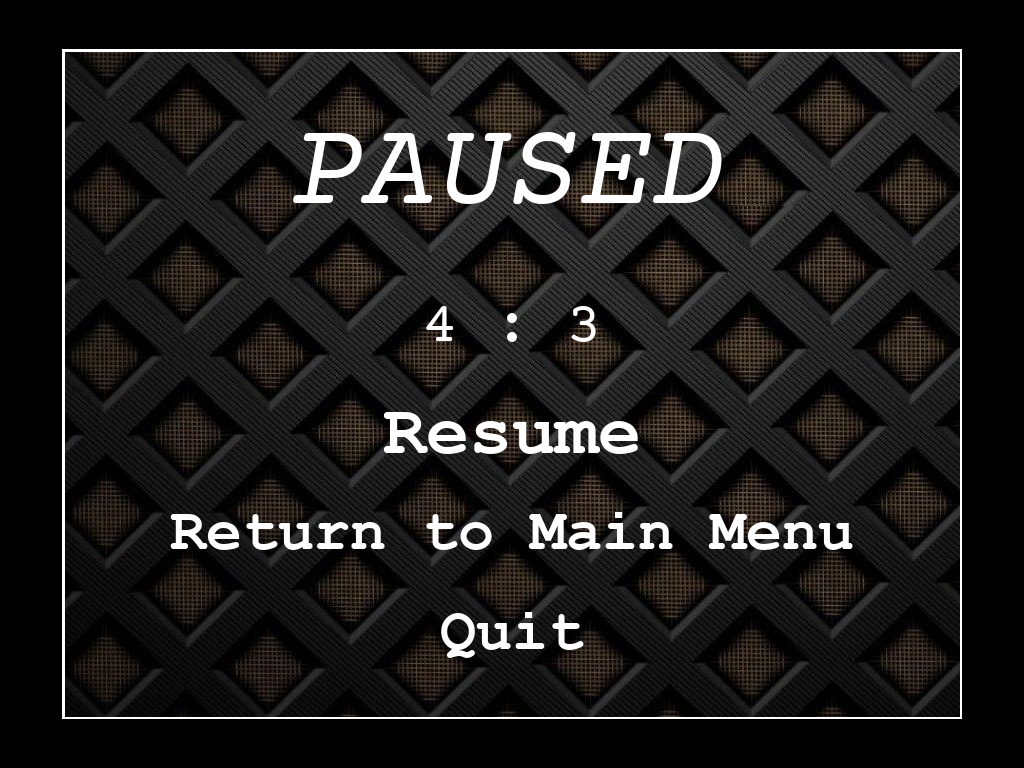 PAUSED
4 : 3
Resume
Return to Main Menu
Quit